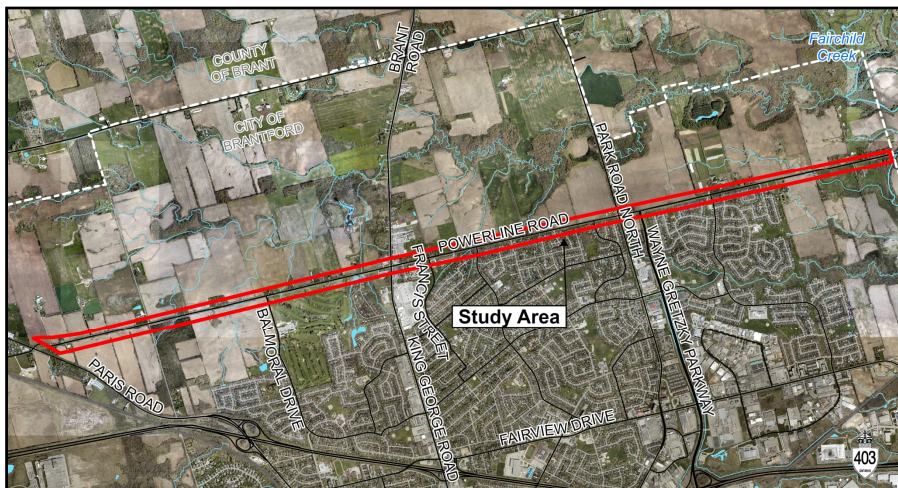 Fairchild
Creek
COUNTY
OF BRANT
BRANT
ROAD
CITY OF
BRANTFORD
PARK ROAD NORTH
POWERLINE ROAD
WAYNE GRETZKY PARKWAY
FRANCIS STREET
KING GEORGE ROAD
Study Area
BALMORAL DRIVE
PARIS ROAD
FAIRVIEW DRIVE
403
ONTARIO